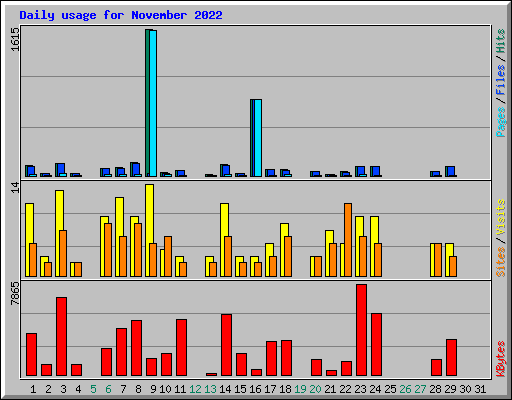 Daily usage for November 2022
1615
Pages / Files / Hits
14
Sites / Visits
7865
KBytes
1 2 3 4 5 6 7 8 9 10 11 12 13 14 15 16 17 18 19 20 21 22 23 24 25 26 27 28 29 30 31